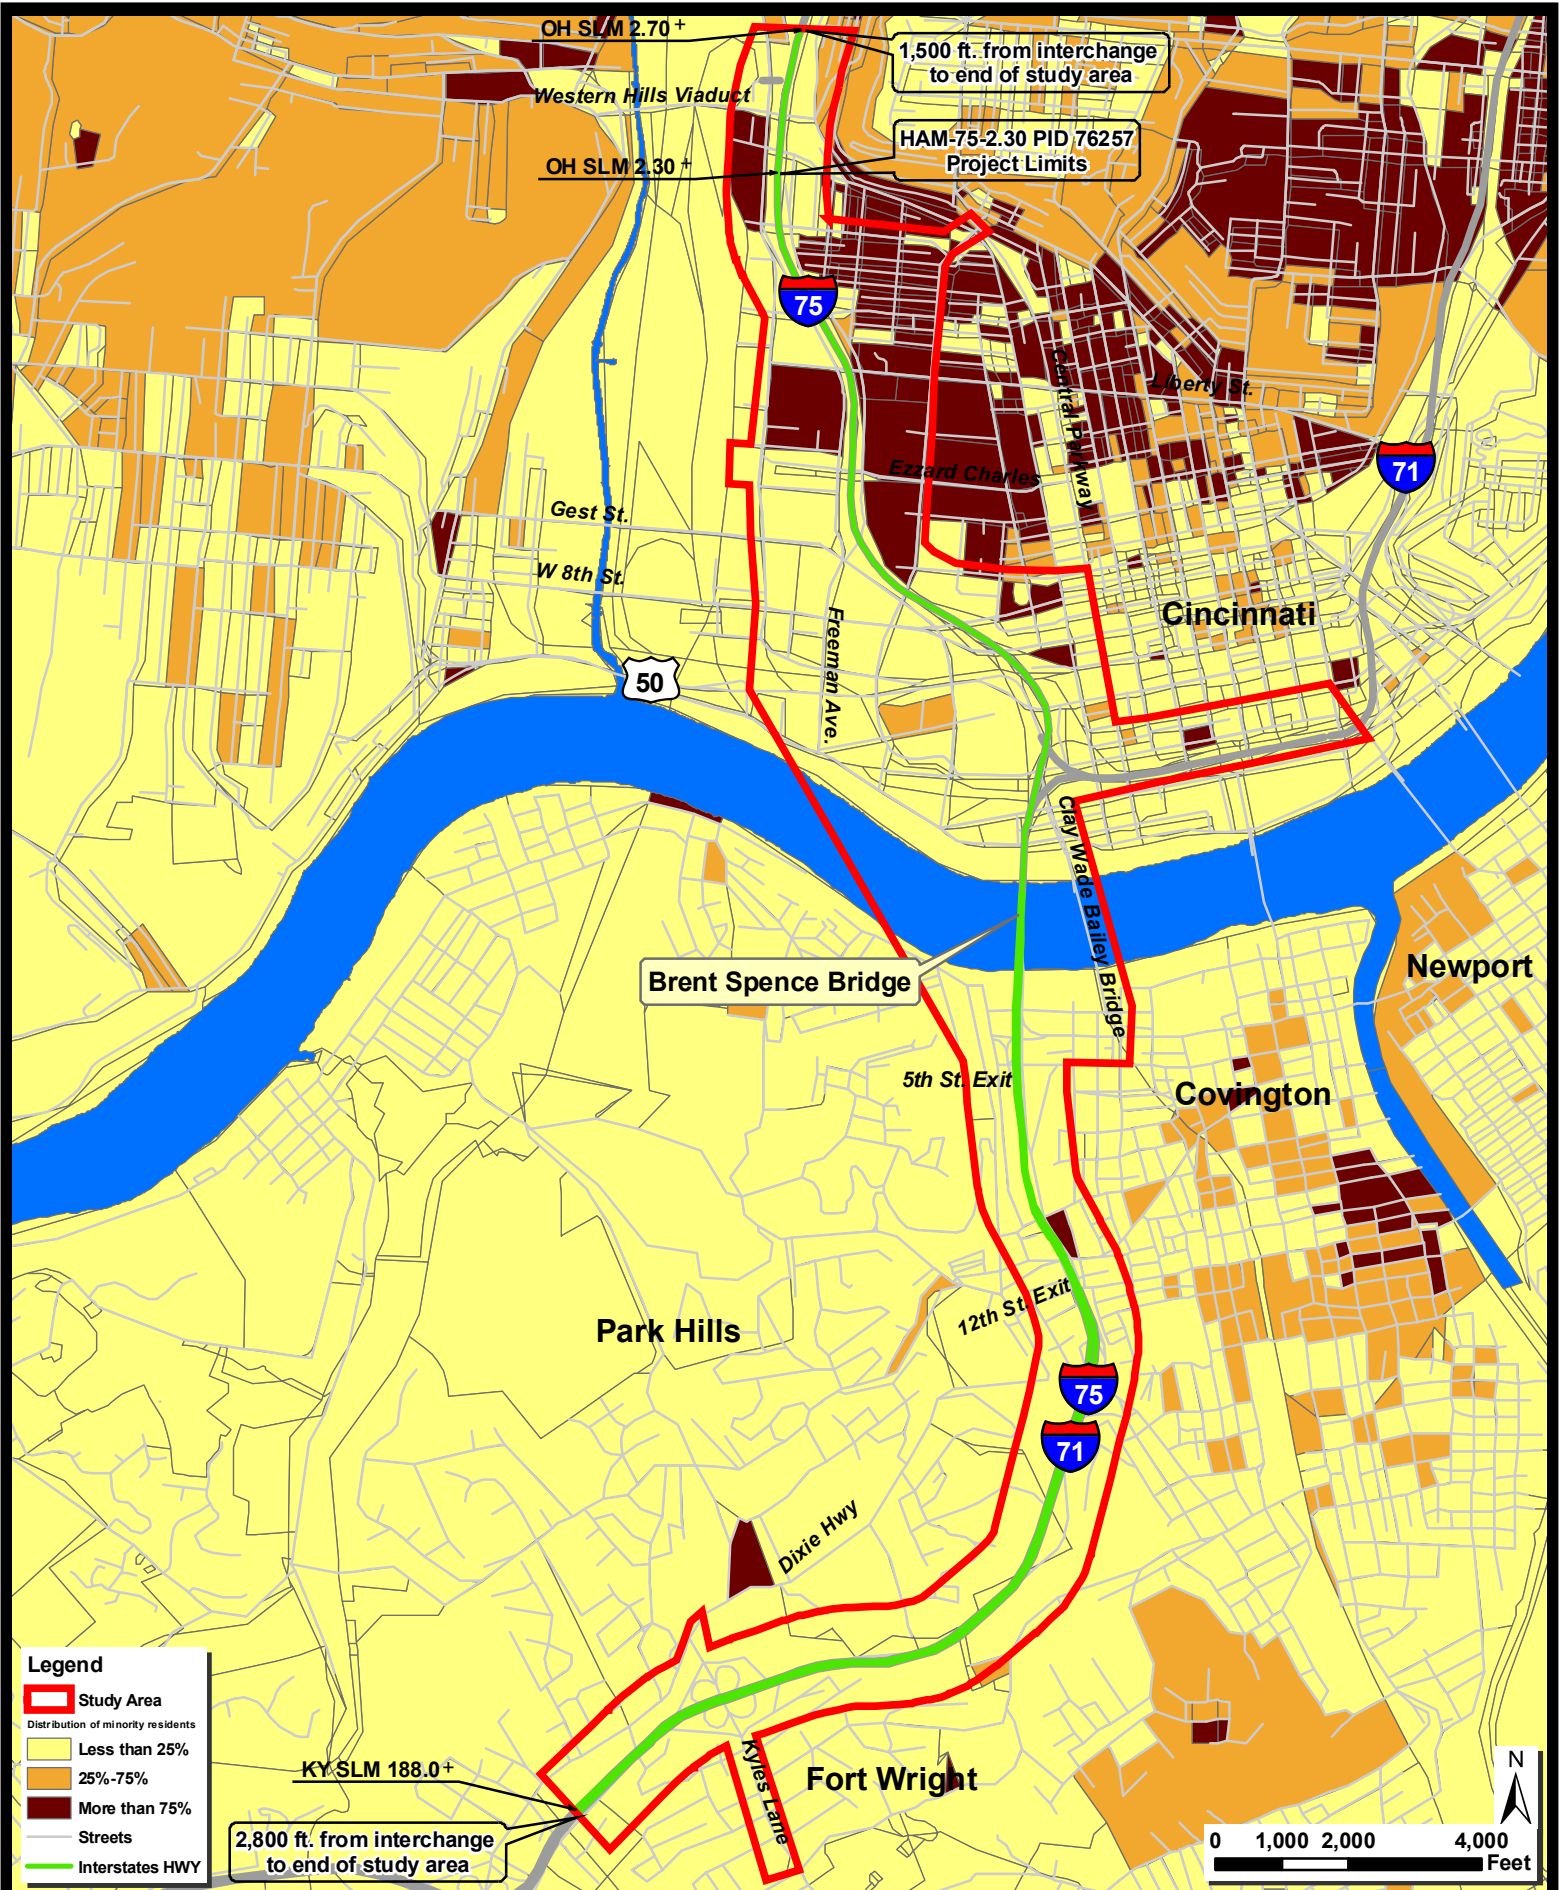 OH SLM 2.70 +
1,500 ft. from interchange
to end of study area
Western Hills Viaduct
HAM-75-2.30 PID 76257
Project Limits
OH SLM 2.30 +
75
Central Parkway
Liberty St.
71
Ezzard Charles
Gest St.
W 8th St.
Freeman Ave.
Cincinnati
50
Clay Wade Bailey Bridge
Brent Spence Bridge
Newport
5th St. Exit
Covington
12th St. Exit
Park Hills
75
71
Dixie Hwy
Kyles Lane
Fort Wright
KY SLM 188.0 +
2,800 ft. from interchange
to end of study area
Legend
Study Area
Distribution of minority residents
Less than 25%
25%-75%
More than 75%
Streets
Interstates HWY
N
0 1,000 2,000 4,000
Feet